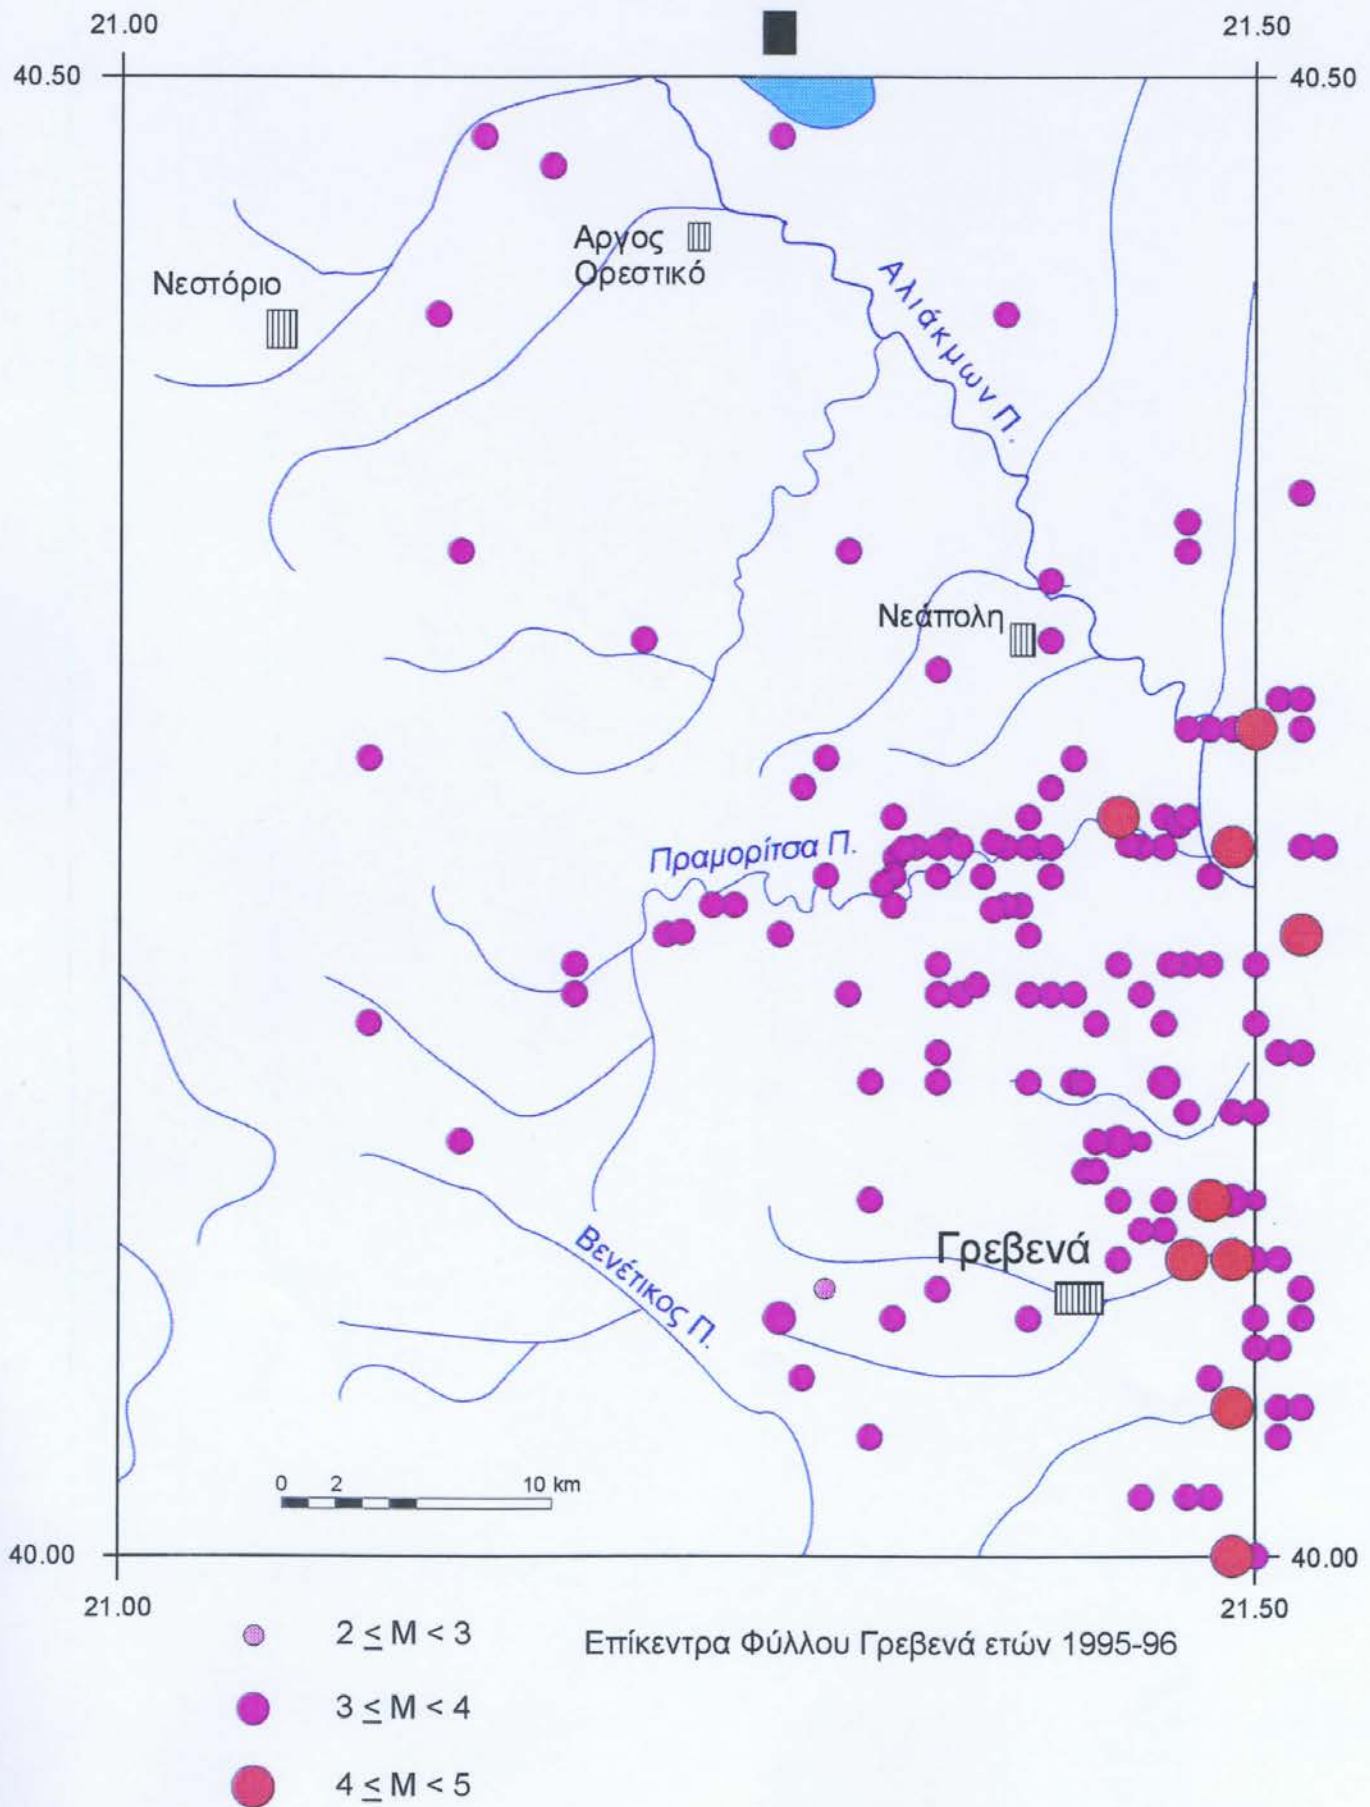 21.00
21.50
40.50
40.50
Αργος
Ορεστικό
Νεστόριο
Αλιάκμων Π.
Νεάπολη
Πραμορίτσα Π.
Γρεβενά
Βενέτικος Π.
0 2 10 km
40.00
40.00
21.00
21.50
2 ≤ M < 3
Επίκεντρα Φύλλου Γρεβενά ετών 1995-96
3 ≤ M < 4
4 ≤ M < 5